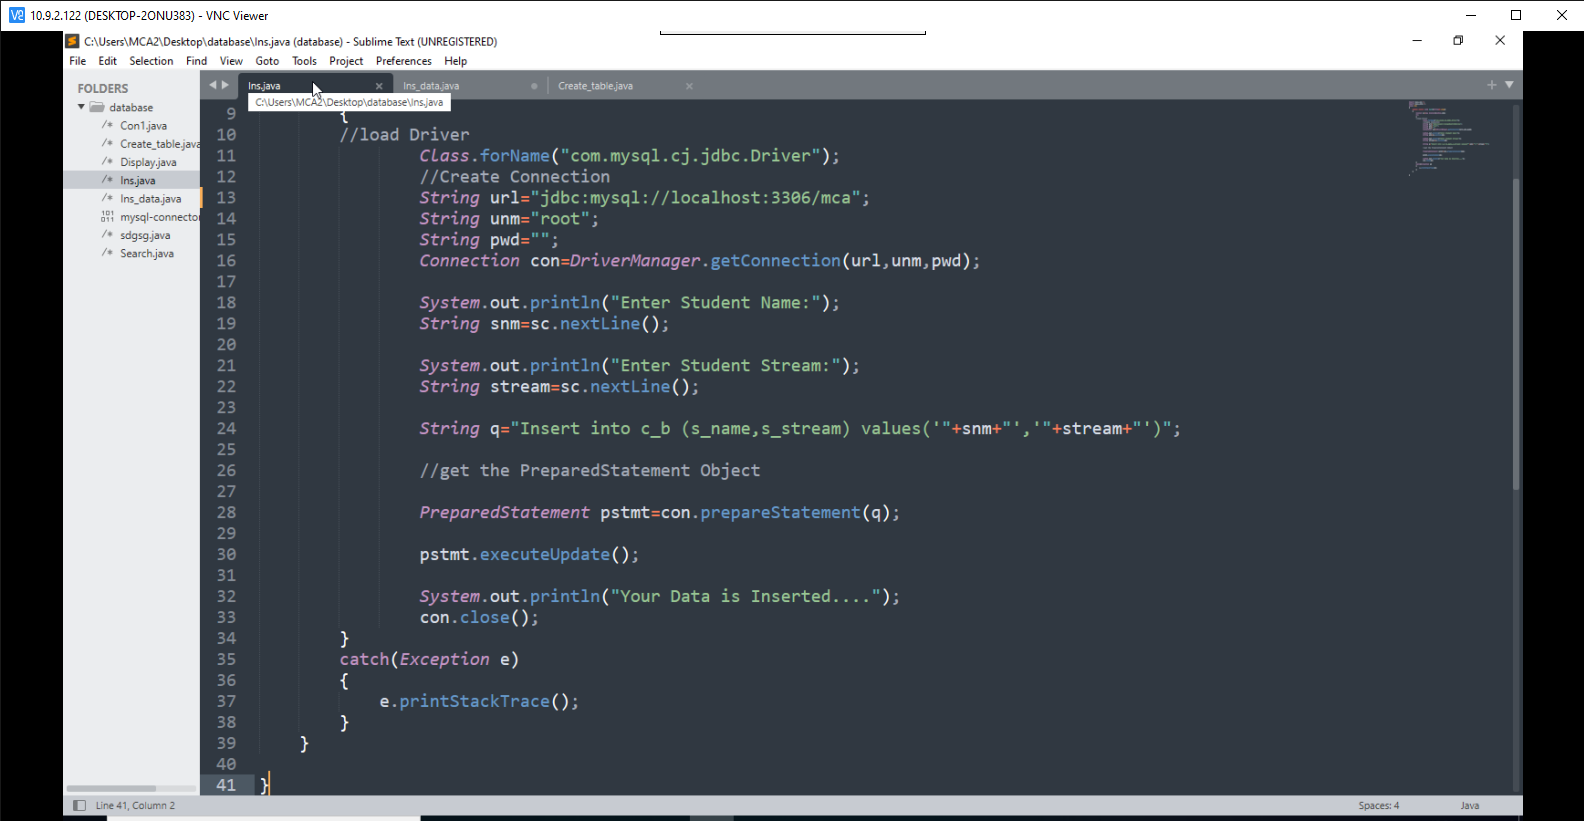 10.9.2.122 (DESKTOP-2ONU383) - VNC Viewer
C:\Users\MCA2\Desktop\database\Ins.java (database) - Sublime Text (UNREGISTERED)
File Edit Selection Find View Goto Tools Project Preferences Help
FOLDERS
database
/* Con1.java
/* Create_table.java
/* Display.java
/* Ins.java
/* Ins_data.java
mysql-connector
/* sdgsg.java
/* Search.java
Ins.java
Ins_data.java
Create_table.java
C:\Users\MCA2\Desktop\database\Ins.java
9 {
10 //load Driver
11 Class.forName("com.mysql.cj.jdbc.Driver");
12 //Create Connection
13 String url="jdbc:mysql://localhost:3306/mca";
14 String unm="root";
15 String pwd="";
16 Connection con=DriverManager.getConnection(url,unm,pwd);
17
18 System.out.println("Enter Student Name:");
19 String snm=sc.nextLine();
20
21 System.out.println("Enter Student Stream:");
22 String stream=sc.nextLine();
23
24 String q="Insert into c_b (s_name,s_stream) values('"+snm+"','"+stream+"')";
25
26 //get the PreparedStatement Object
27
28 PreparedStatement pstmt=con.prepareStatement(q);
29
30 pstmt.executeUpdate();
31
32 System.out.println("Your Data is Inserted....");
33 con.close();
34 }
35 catch(Exception e)
36 {
37 e.printStackTrace();
38 }
39 }
40
41 }
Line 41, Column 2
Spaces: 4
Java